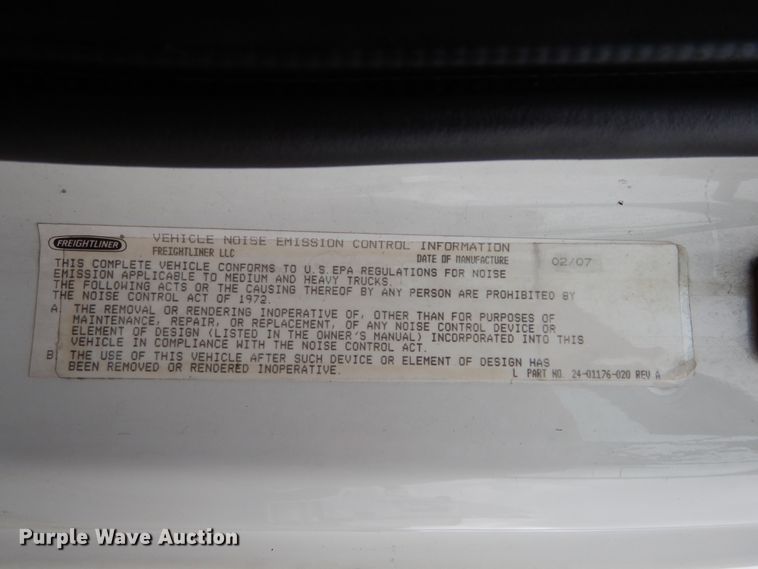 FREIGHTLINER
VEHICLE NOISE EMISSION CONTROL INFORMATION
FREIGHTLINER LLC DATE OF MANUFACTURE 02/07
THIS COMPLETE VEHICLE CONFORMS TO U.S.EPA REGULATIONS FOR NOISE
EMISSION APPLICABLE TO MEDIUM AND HEAVY TRUCKS.
THE FOLLOWING ACTS OR THE CAUSING THEREOF BY ANY PERSON ARE PROHIBITED BY
THE NOISE CONTROL ACT OF 1972.
A. THE REMOVAL OR RENDERING INOPERATIVE OF, OTHER THAN FOR PURPOSES OF
MAINTENANCE, REPAIR, OR REPLACEMENT, OF ANY NOISE CONTROL DEVICE OR
ELEMENT OF DESIGN (LISTED IN THE OWNER'S MANUAL) INCORPORATED INTO THIS
VEHICLE IN COMPLIANCE WITH THE NOISE CONTROL ACT.
B. THE USE OF THIS VEHICLE AFTER SUCH DEVICE OR ELEMENT OF DESIGN HAS
BEEN REMOVED OR RENDERED INOPERATIVE.
L PART NO. 24-01176-020 REV A
Purple Wave Auction